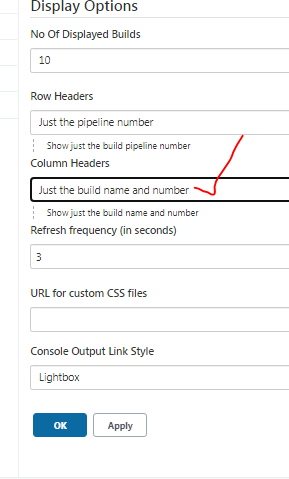 Display Options
No Of Displayed Builds
10
Row Headers
Just the pipeline number
Show just the build pipeline number
Column Headers
Just the build name and number
Show just the build name and number
Refresh frequency (in seconds)
3
URL for custom CSS files
Console Output Link Style
Lightbox
OK Apply